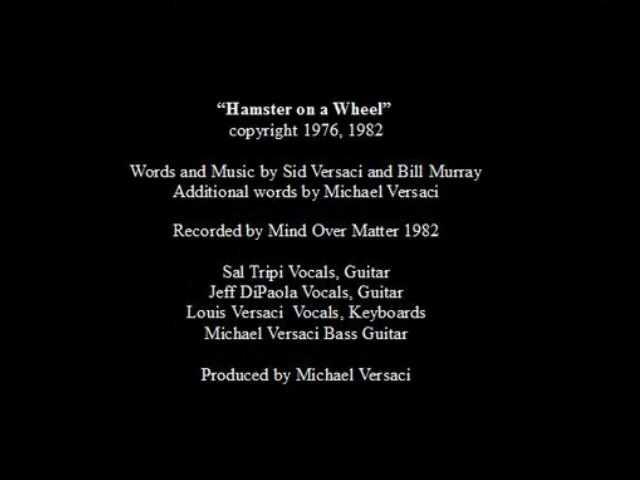 “Hamster on a Wheel”
copyright 1976, 1982
Words and Music by Sid Versaci and Bill Murray
Additional words by Michael Versaci
Recorded by Mind Over Matter 1982
Sal Tripi Vocals, Guitar
Jeff DiPaola Vocals, Guitar
Louis Versaci  Vocals, Keyboards
Michael Versaci Bass Guitar
Produced by Michael Versaci